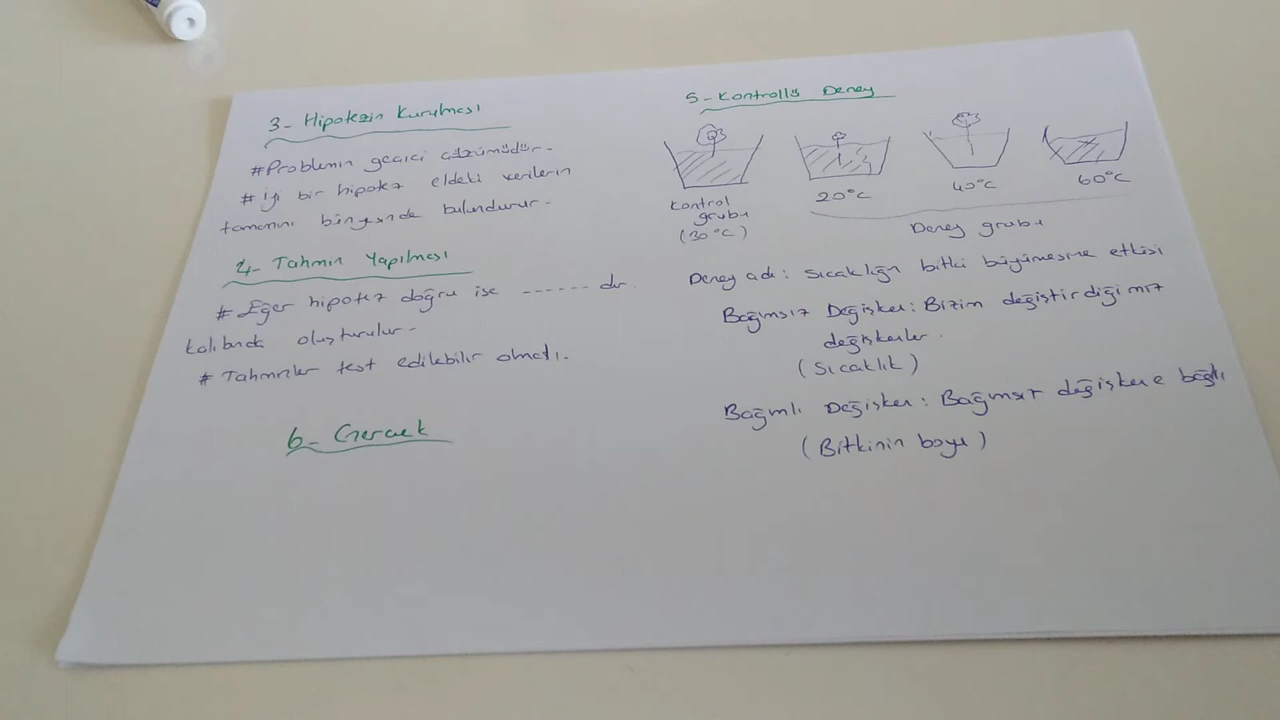 3- Hipotezin Kurulması
#Problemin geçici çözümüdür.
# İyi bir hipotez eldeki verilerin
tamamını bünyesinde bulundurur.
4- Tahmin Yapılması
# Eğer hipotez doğru ise ------ dır.
kalıbında oluşturulur.
# Tahminler test edilebilir olmalı.
6- Gerçek
5- Kontrollü Deney
Kontrol grubu (30°C)
20°C
40°C
60°C
Deney grubu
Deney adı: Sıcaklığın bitki büyümesine etkisi
Bağımsız Değişken: Bizim değiştirdiğimiz
değişkenler.
(Sıcaklık)
Bağımlı Değişken: Bağımsız değişkene bağlı
(Bitkinin boyu)